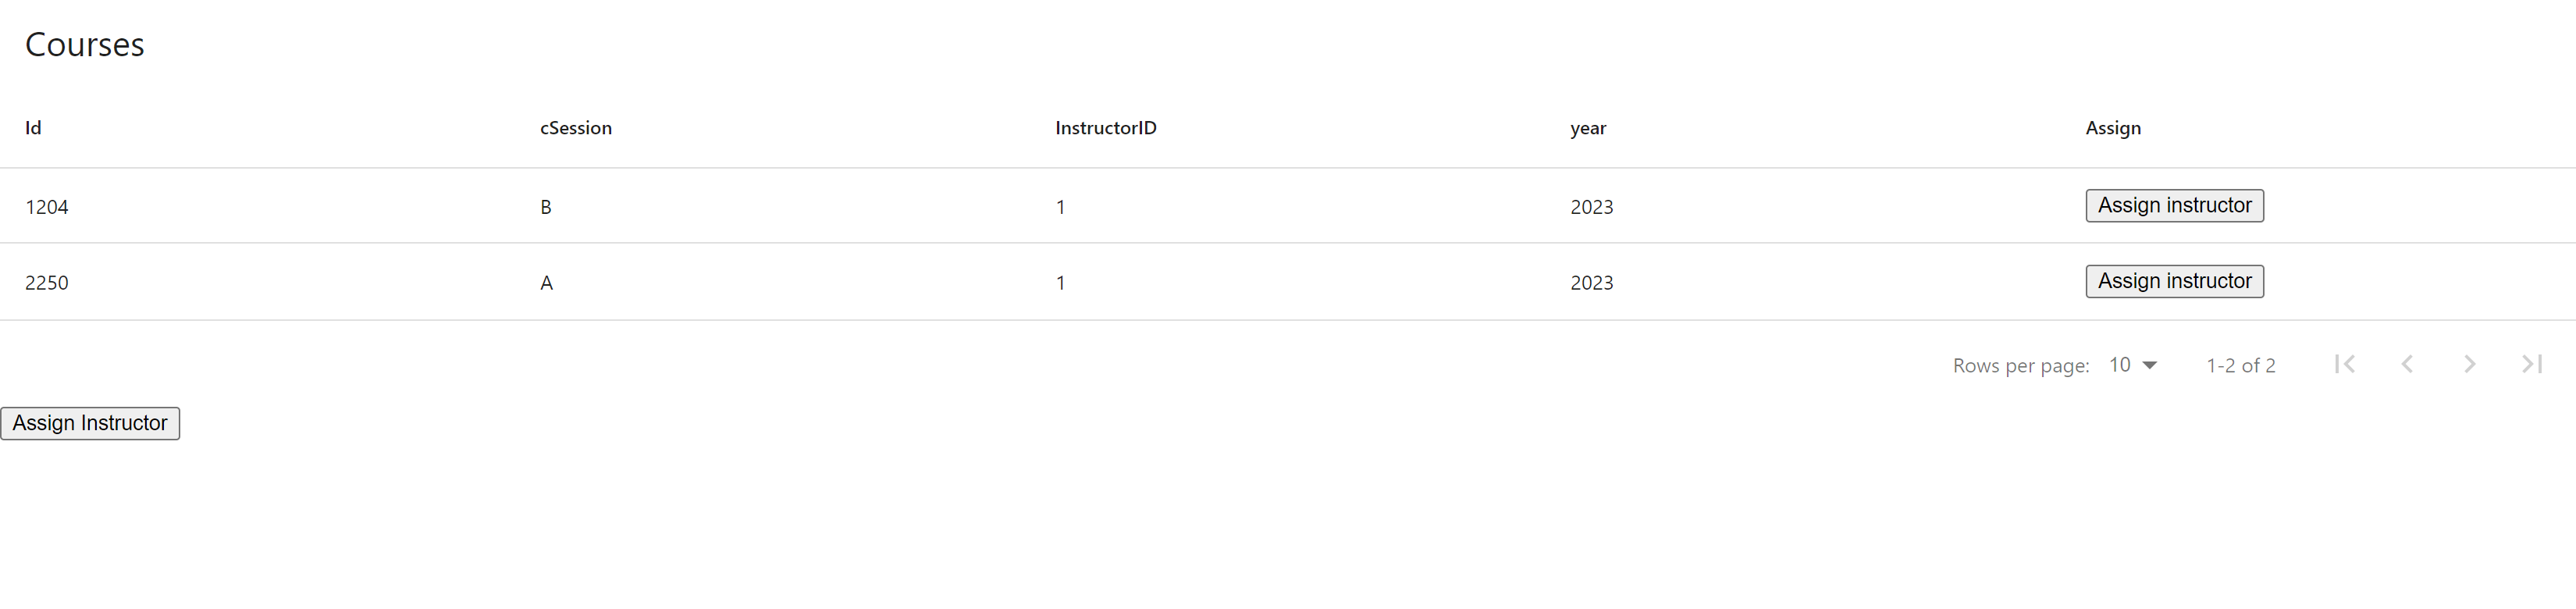 Courses
Id cSession InstructorID year Assign
1204 B 1 2023 Assign instructor
2250 A 1 2023 Assign instructor
Rows per page: 10 1-2 of 2
Assign Instructor